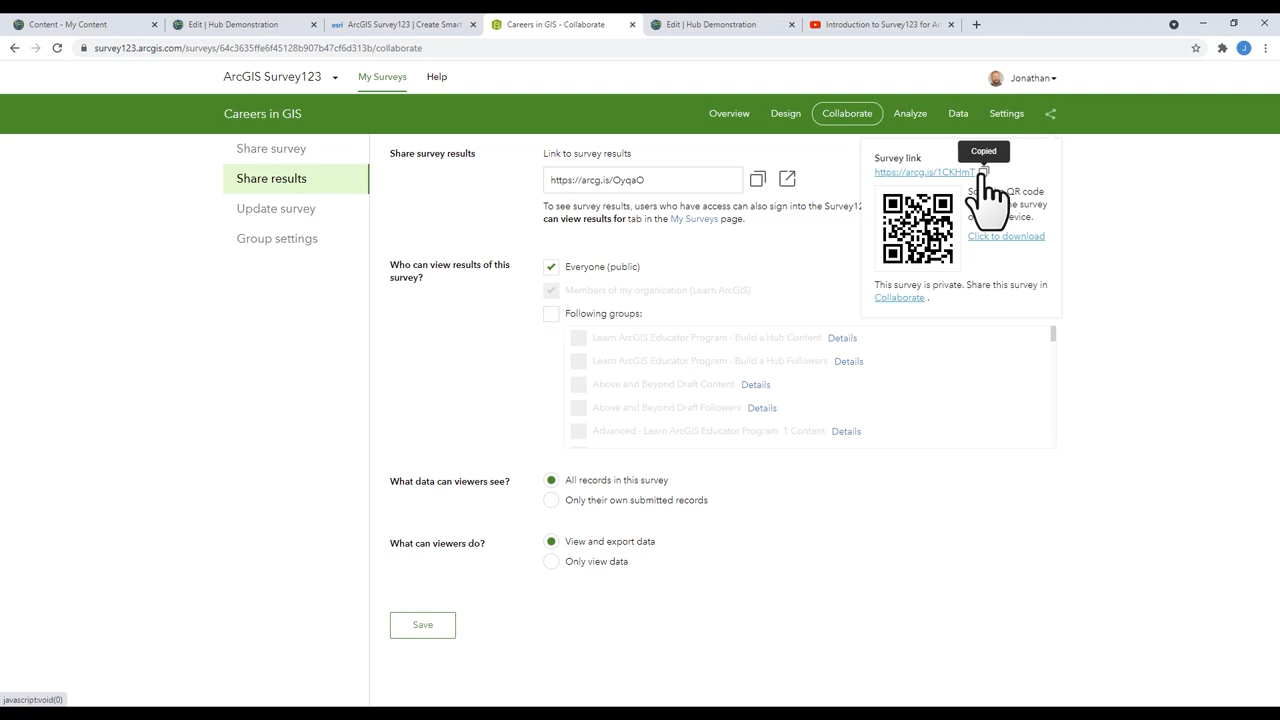 Content - My Content
Edit | Hub Demonstration
esri ArcGIS Survey123 | Create Smar
Careers in GIS - Collaborate
Edit | Hub Demonstration
Introduction to Survey123 for Ar
survey123.arcgis.com/surveys/64c3635ffe6f45128b907b47cf6d313b/collaborate
J
ArcGIS Survey123
My Surveys
Help
Jonathan
Careers in GIS
Overview
Design
Collaborate
Analyze
Data
Settings
Share survey
Share results
Update survey
Group settings
Share survey results
Link to survey results
https://arcg.is/OyqaO
To see survey results, users who have access can also sign into the Survey12
can view results for tab in the My Surveys page.
Copied
Survey link
https://arcg.is/1CKHmT
QR code
the survey
Click to download
This survey is private. Share this survey in
Collaborate .
Who can view results of this
survey?
Everyone (public)
Members of my organization (Learn ArcGIS)
Following groups:
Learn ArcGIS Educator Program - Build a Hub Content Details
Learn ArcGIS Educator Program - Build a Hub Followers Details
Above and Beyond Draft Content Details
Above and Beyond Draft Followers Details
Advanced - Learn ArcGIS Educator Program 1 Content Details
What data can viewers see?
All records in this survey
Only their own submitted records
What can viewers do?
View and export data
Only view data
Save
javascript:void(0)